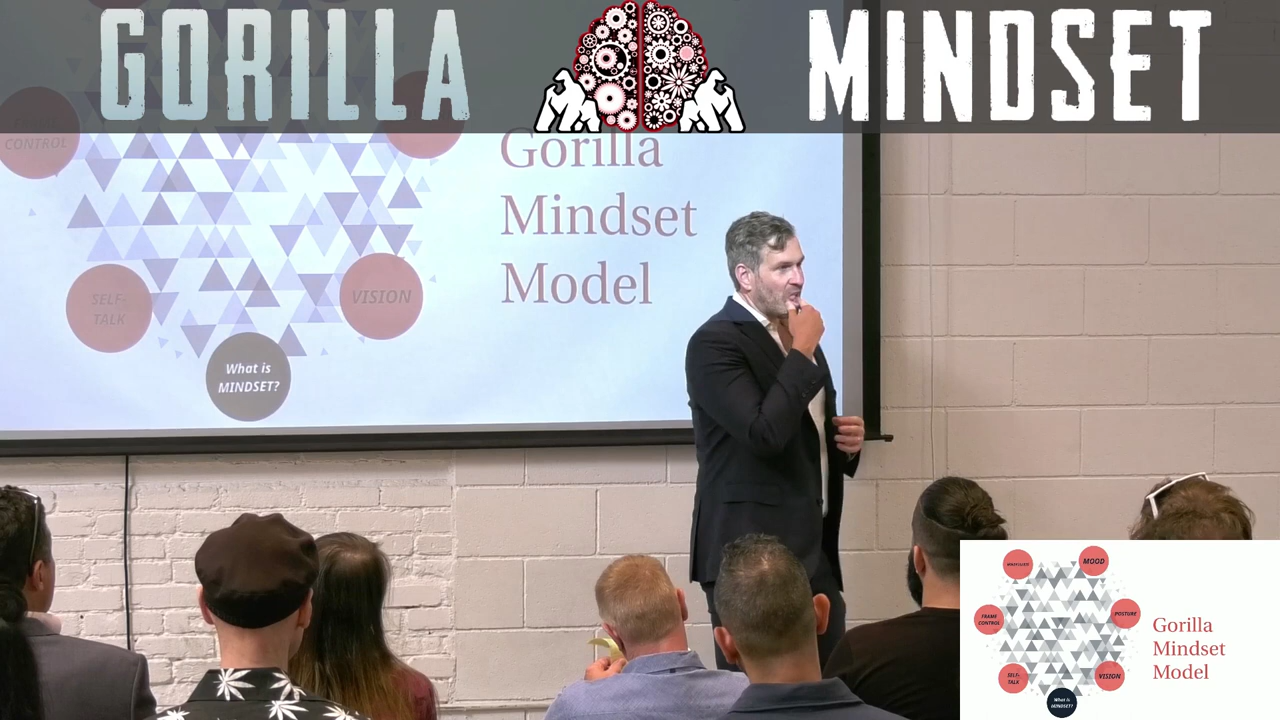 GORILLA MINDSET
CONTROL
Gorilla
Mindset
Model
SELF-
TALK
VISION
What is
MINDSET?
MOOD
FRAME
CONTROL
POSTURE
SELF-
TALK
VISION
What is
MINDSET?
Gorilla
Mindset
Model